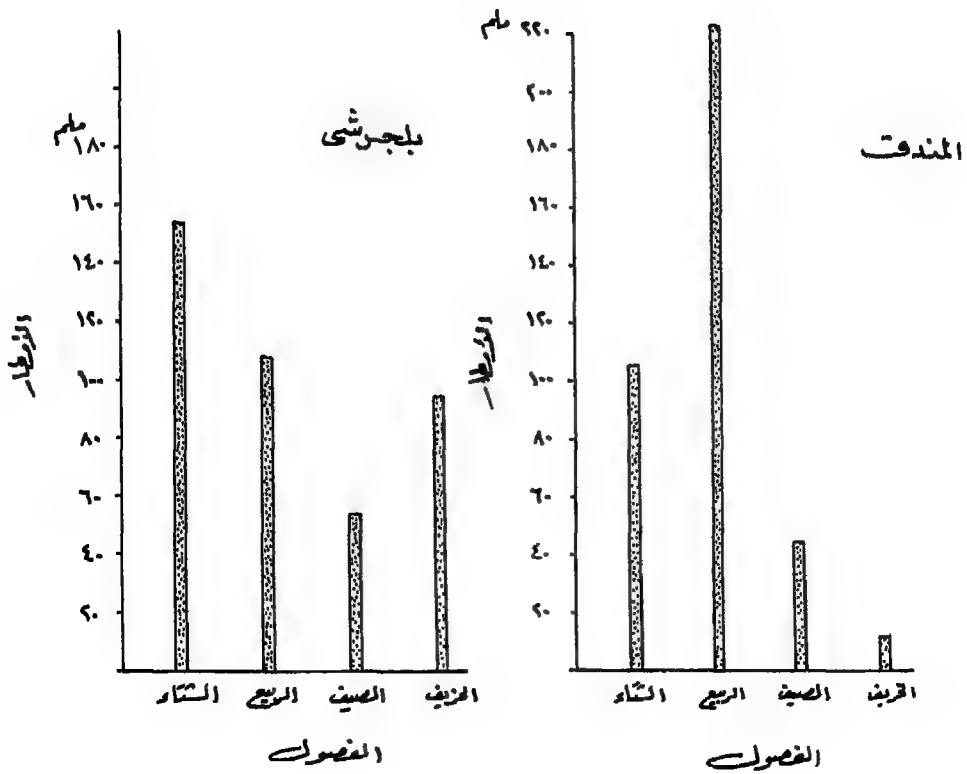 المندق
ملم
٢٢٠
٢٠٠
١٨٠
١٦٠
١٤٠
١٢٠
١٠٠
٨٠
٦٠
٤٠
٢٠
الأمطار
الشتاء الربيع الصيف الخريف
الفصول
بلجرشى
ملم
١٨٠
١٦٠
١٤٠
١٢٠
١٠٠
٨٠
٦٠
٤٠
٢٠
الأمطار
الشتاء الربيع الصيف الخريف
الفصول